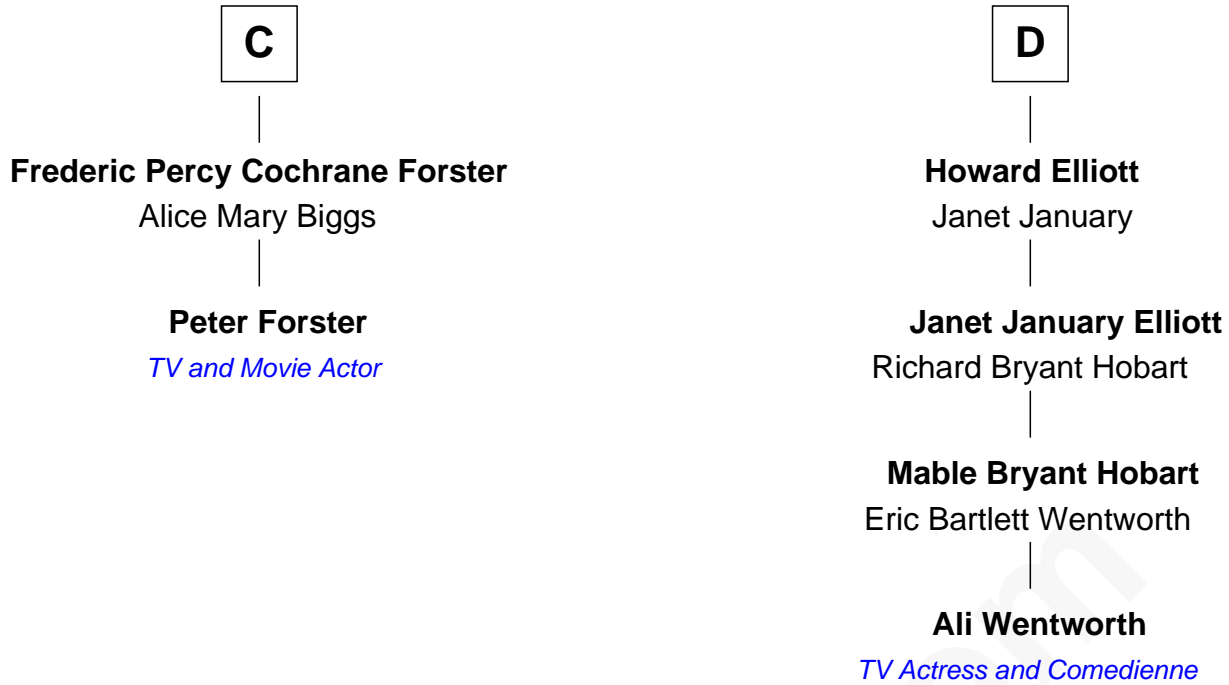 C
Frederic Percy Cochrane Forster
Alice Mary Biggs
Peter Forster
TV and Movie Actor
D
Howard Elliott
Janet January
Janet January Elliott
Richard Bryant Hobart
Mable Bryant Hobart
Eric Bartlett Wentworth
Ali Wentworth
TV Actress and Comedienne